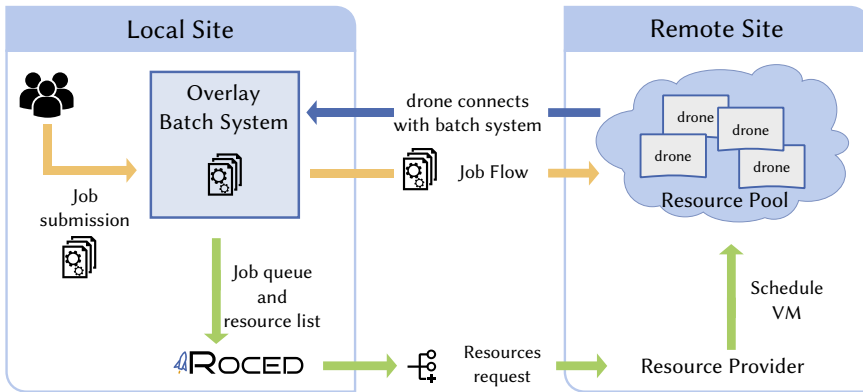 Local Site
Remote Site
Overlay
Batch System
drone connects
with batch system
drone
drone
drone
drone
Resource Pool
Job Flow
Job
submission
Job queue
and
resource list
Schedule
VM
ROCED
Resources
request
Resource Provider